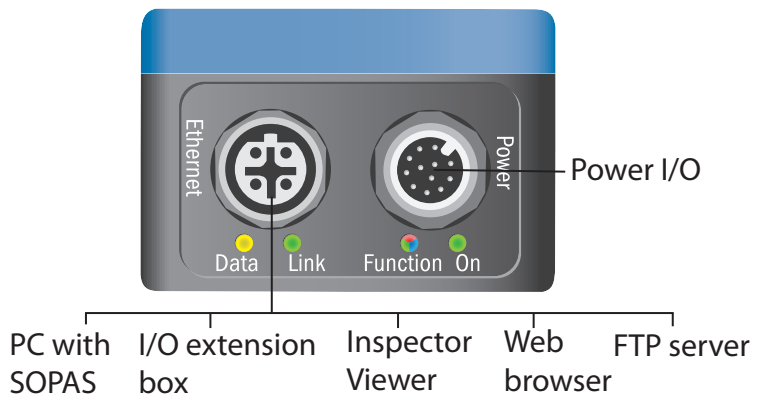 Ethernet
Power
Power I/O
Data
Link
Function
On
PC with
SOPAS
I/O extension
box
Inspector
Viewer
Web
browser
FTP server